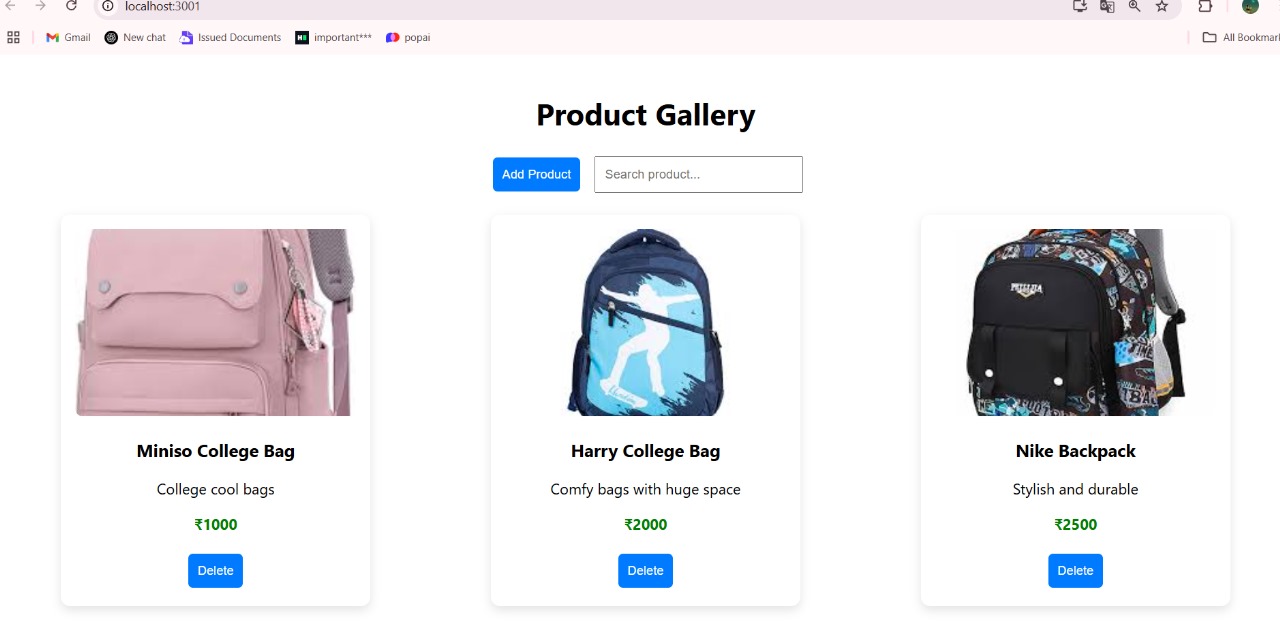 localhost:3001
Gmail
New chat
Issued Documents
important***
popai
All Bookmar
Product Gallery
Add Product
Search product...
Miniso College Bag
Harry College Bag
Nike Backpack
College cool bags
Comfy bags with huge space
Stylish and durable
₹1000
₹2000
₹2500
Delete
Delete
Delete